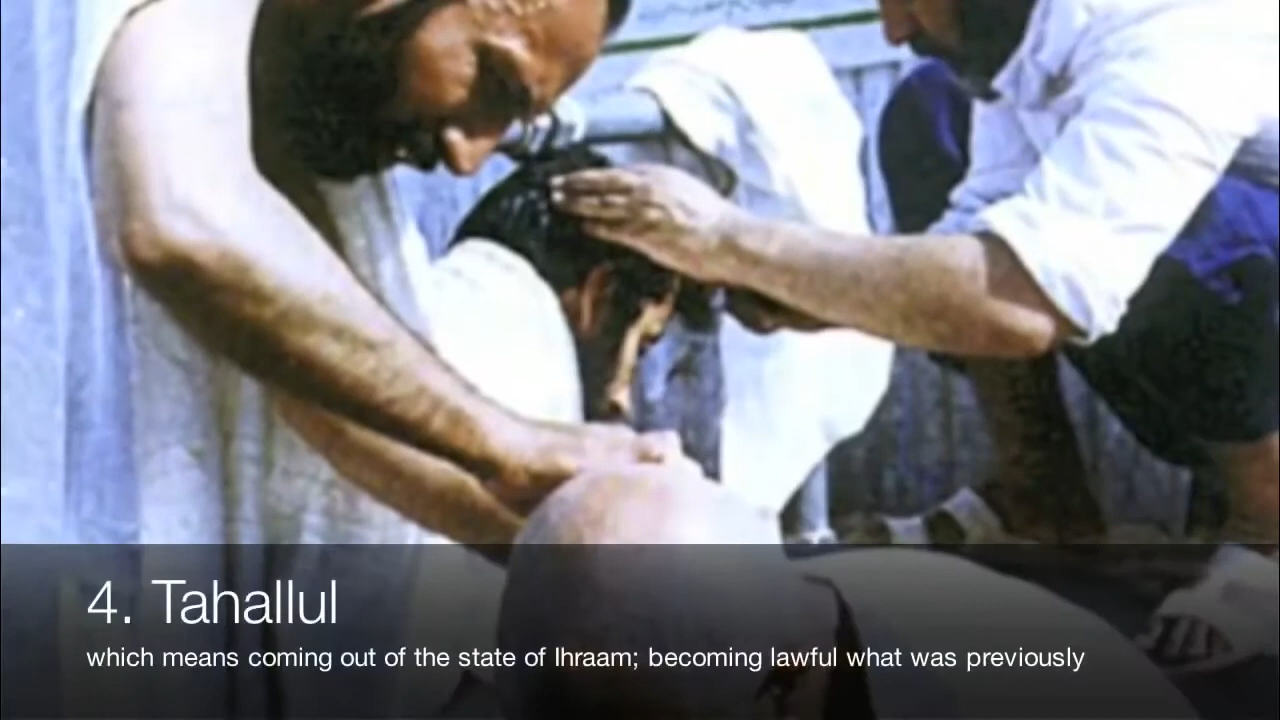 4. Tahallul
which means coming out of the state of Ihraam; becoming lawful what was previously